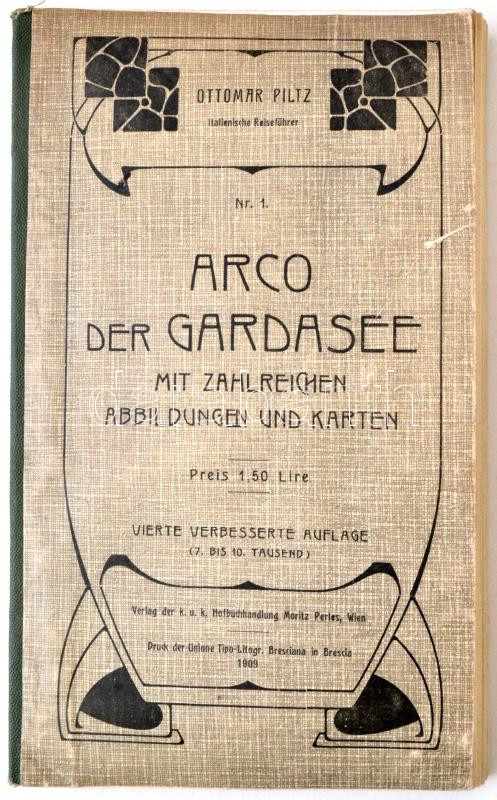 OTTOMAR PILTZ
Italienische Reiseführer
Nr. 1.
ARCO
DER GARDASEE
MIT ZAHLREICHEN
ABBILDUNGEN UND KARTEN
Preis 1,50 Lire
VIERTE VERBESSERTE AUFLAGE
(7. BIS 10. TAUSEND)
Verlag der k. u. k. Hofbuchhandlung Moritz Perles, Wien
Druck der Unione Tipo-Litogr. Bresciana in Brescia
1909